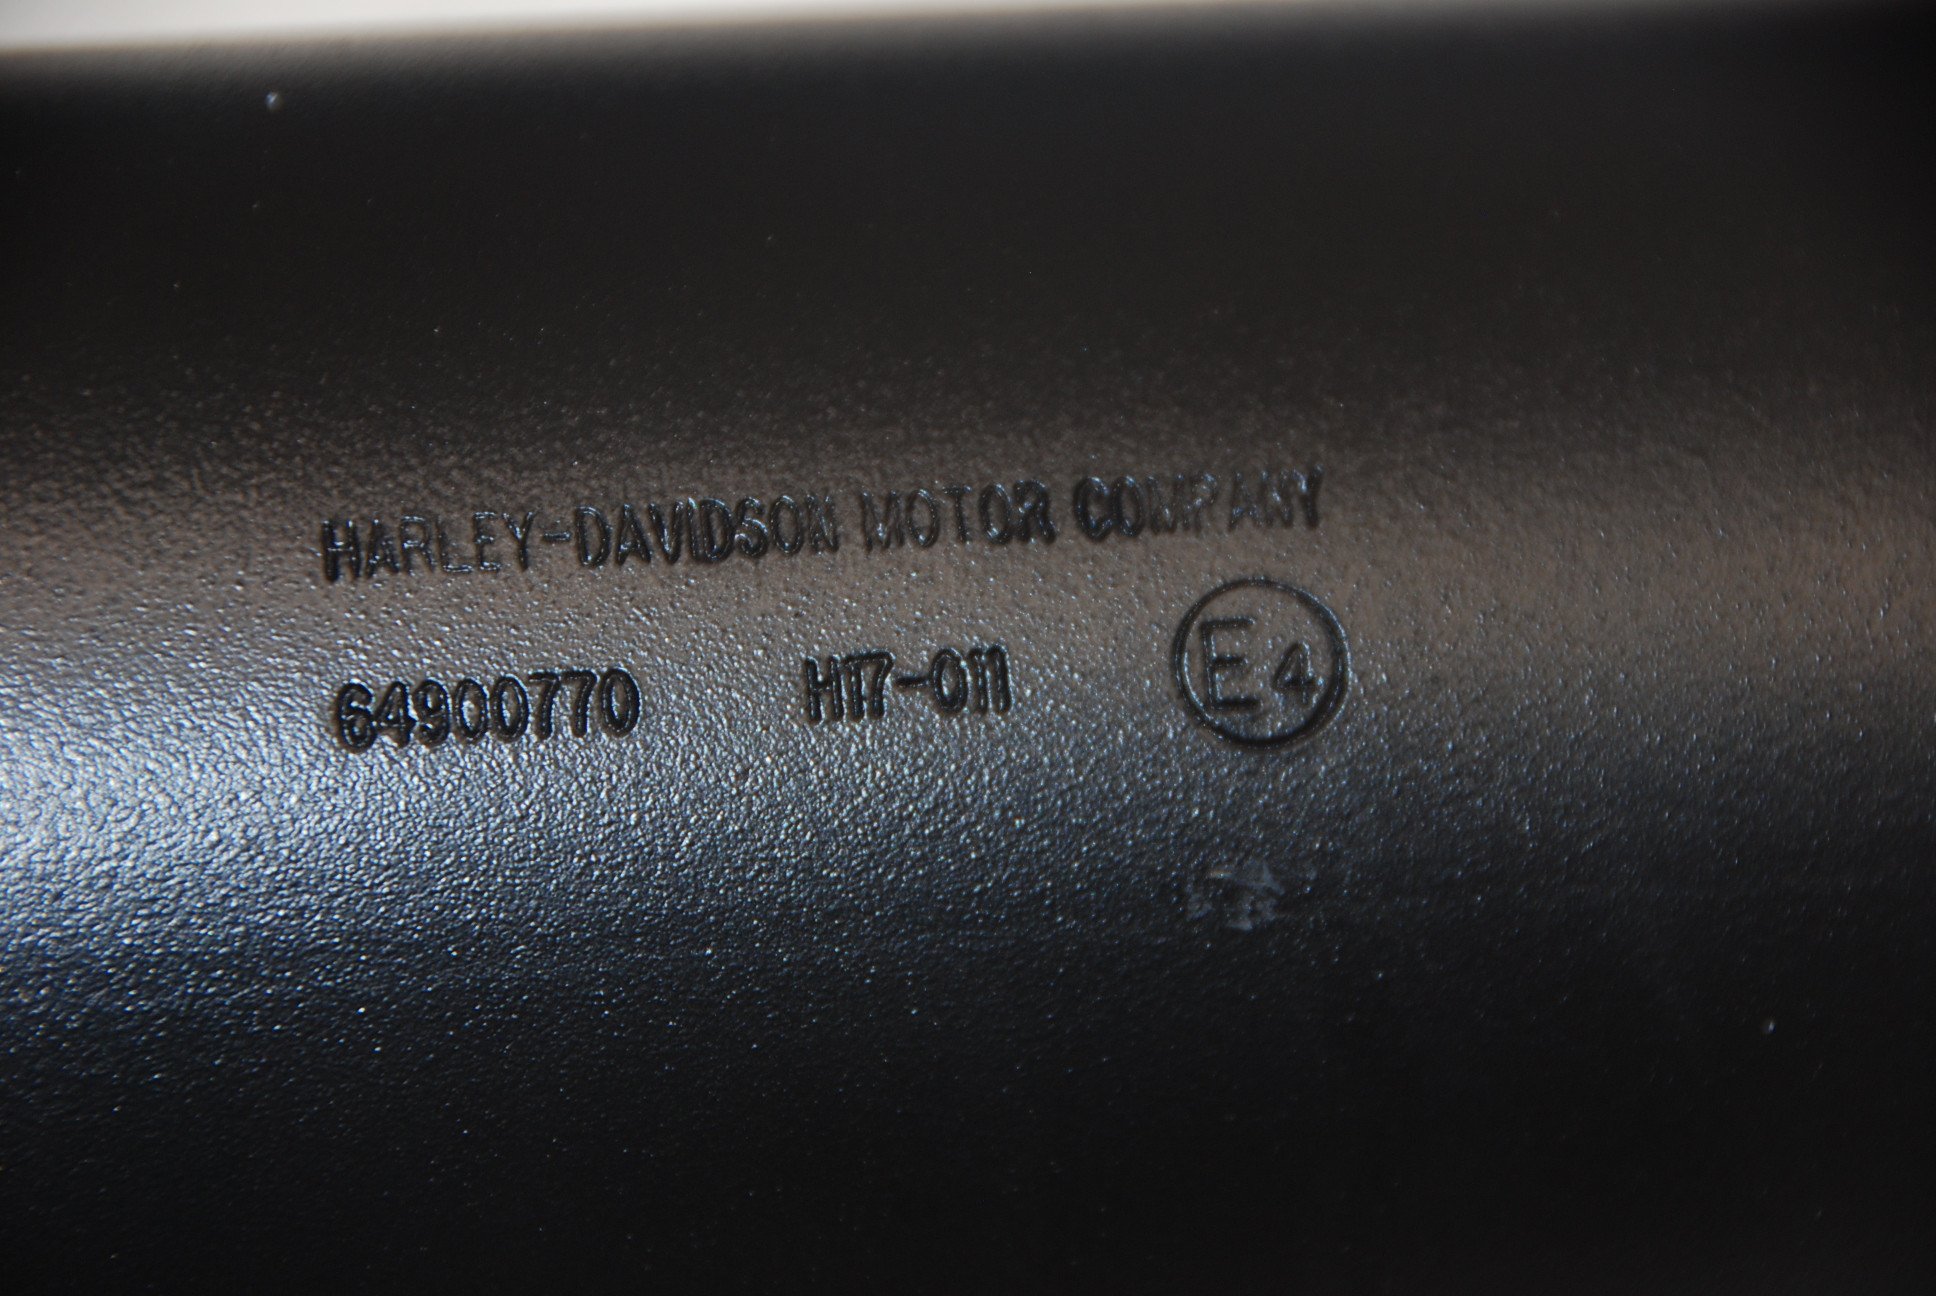 HARLEY-DAVIDSON MOTOR COMPANY
64900770 H17-011 E4